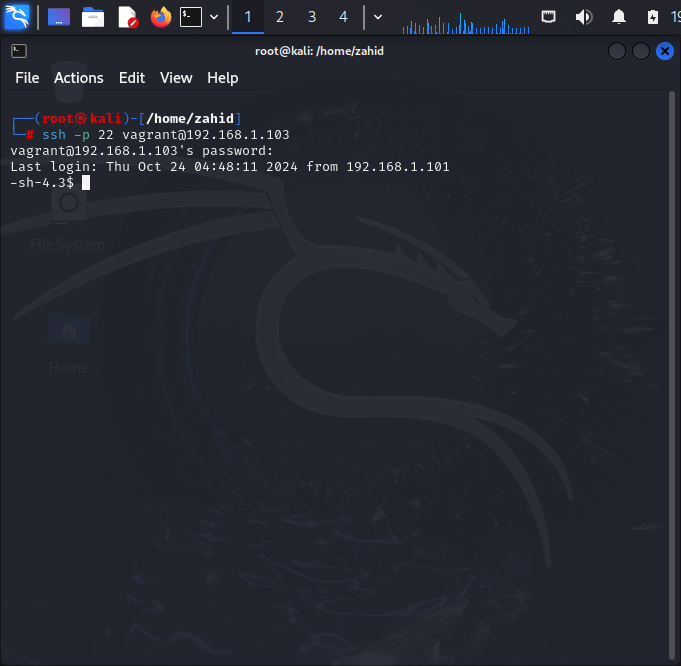 1 2 3 4 19
root@kali: /home/zahid
File Actions Edit View Help
┌──(root㉿kali)-[/home/zahid]
└─# ssh -p 22 vagrant@192.168.1.103
vagrant@192.168.1.103's password:
Last login: Thu Oct 24 04:48:11 2024 from 192.168.1.101
-sh-4.3$
File System
Home